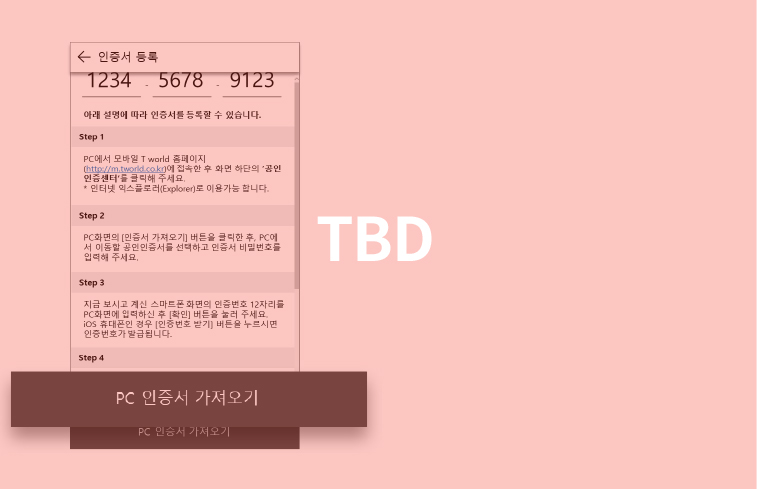 인증서 등록
1234 - 5678 - 9123
아래 설명에 따라 인증서를 등록할 수 있습니다.
Step 1
PC에서 모바일 T world 홈페이지
(http://m.tworld.co.kr)에 접속한 후 화면 하단의 '공인
인증센터'를 클릭해 주세요.
* 인터넷 익스플로러(Explorer)로 이용가능 합니다.
Step 2
PC화면의 [인증서 가져오기] 버튼을 클릭한 후, PC에
서 이동할 공인인증서를 선택하고 인증서 비밀번호를
입력해 주세요.
TBD
Step 3
지금 보시고 계신 스마트폰 화면의 인증번호 12자리를
PC화면에 입력하신 후 [확인] 버튼을 눌러 주세요.
iOS 휴대폰인 경우 [인증번호 받기] 버튼을 누르시면
인증번호가 발급됩니다.
Step 4
PC 인증서 가져오기
PC 인증서 가져오기